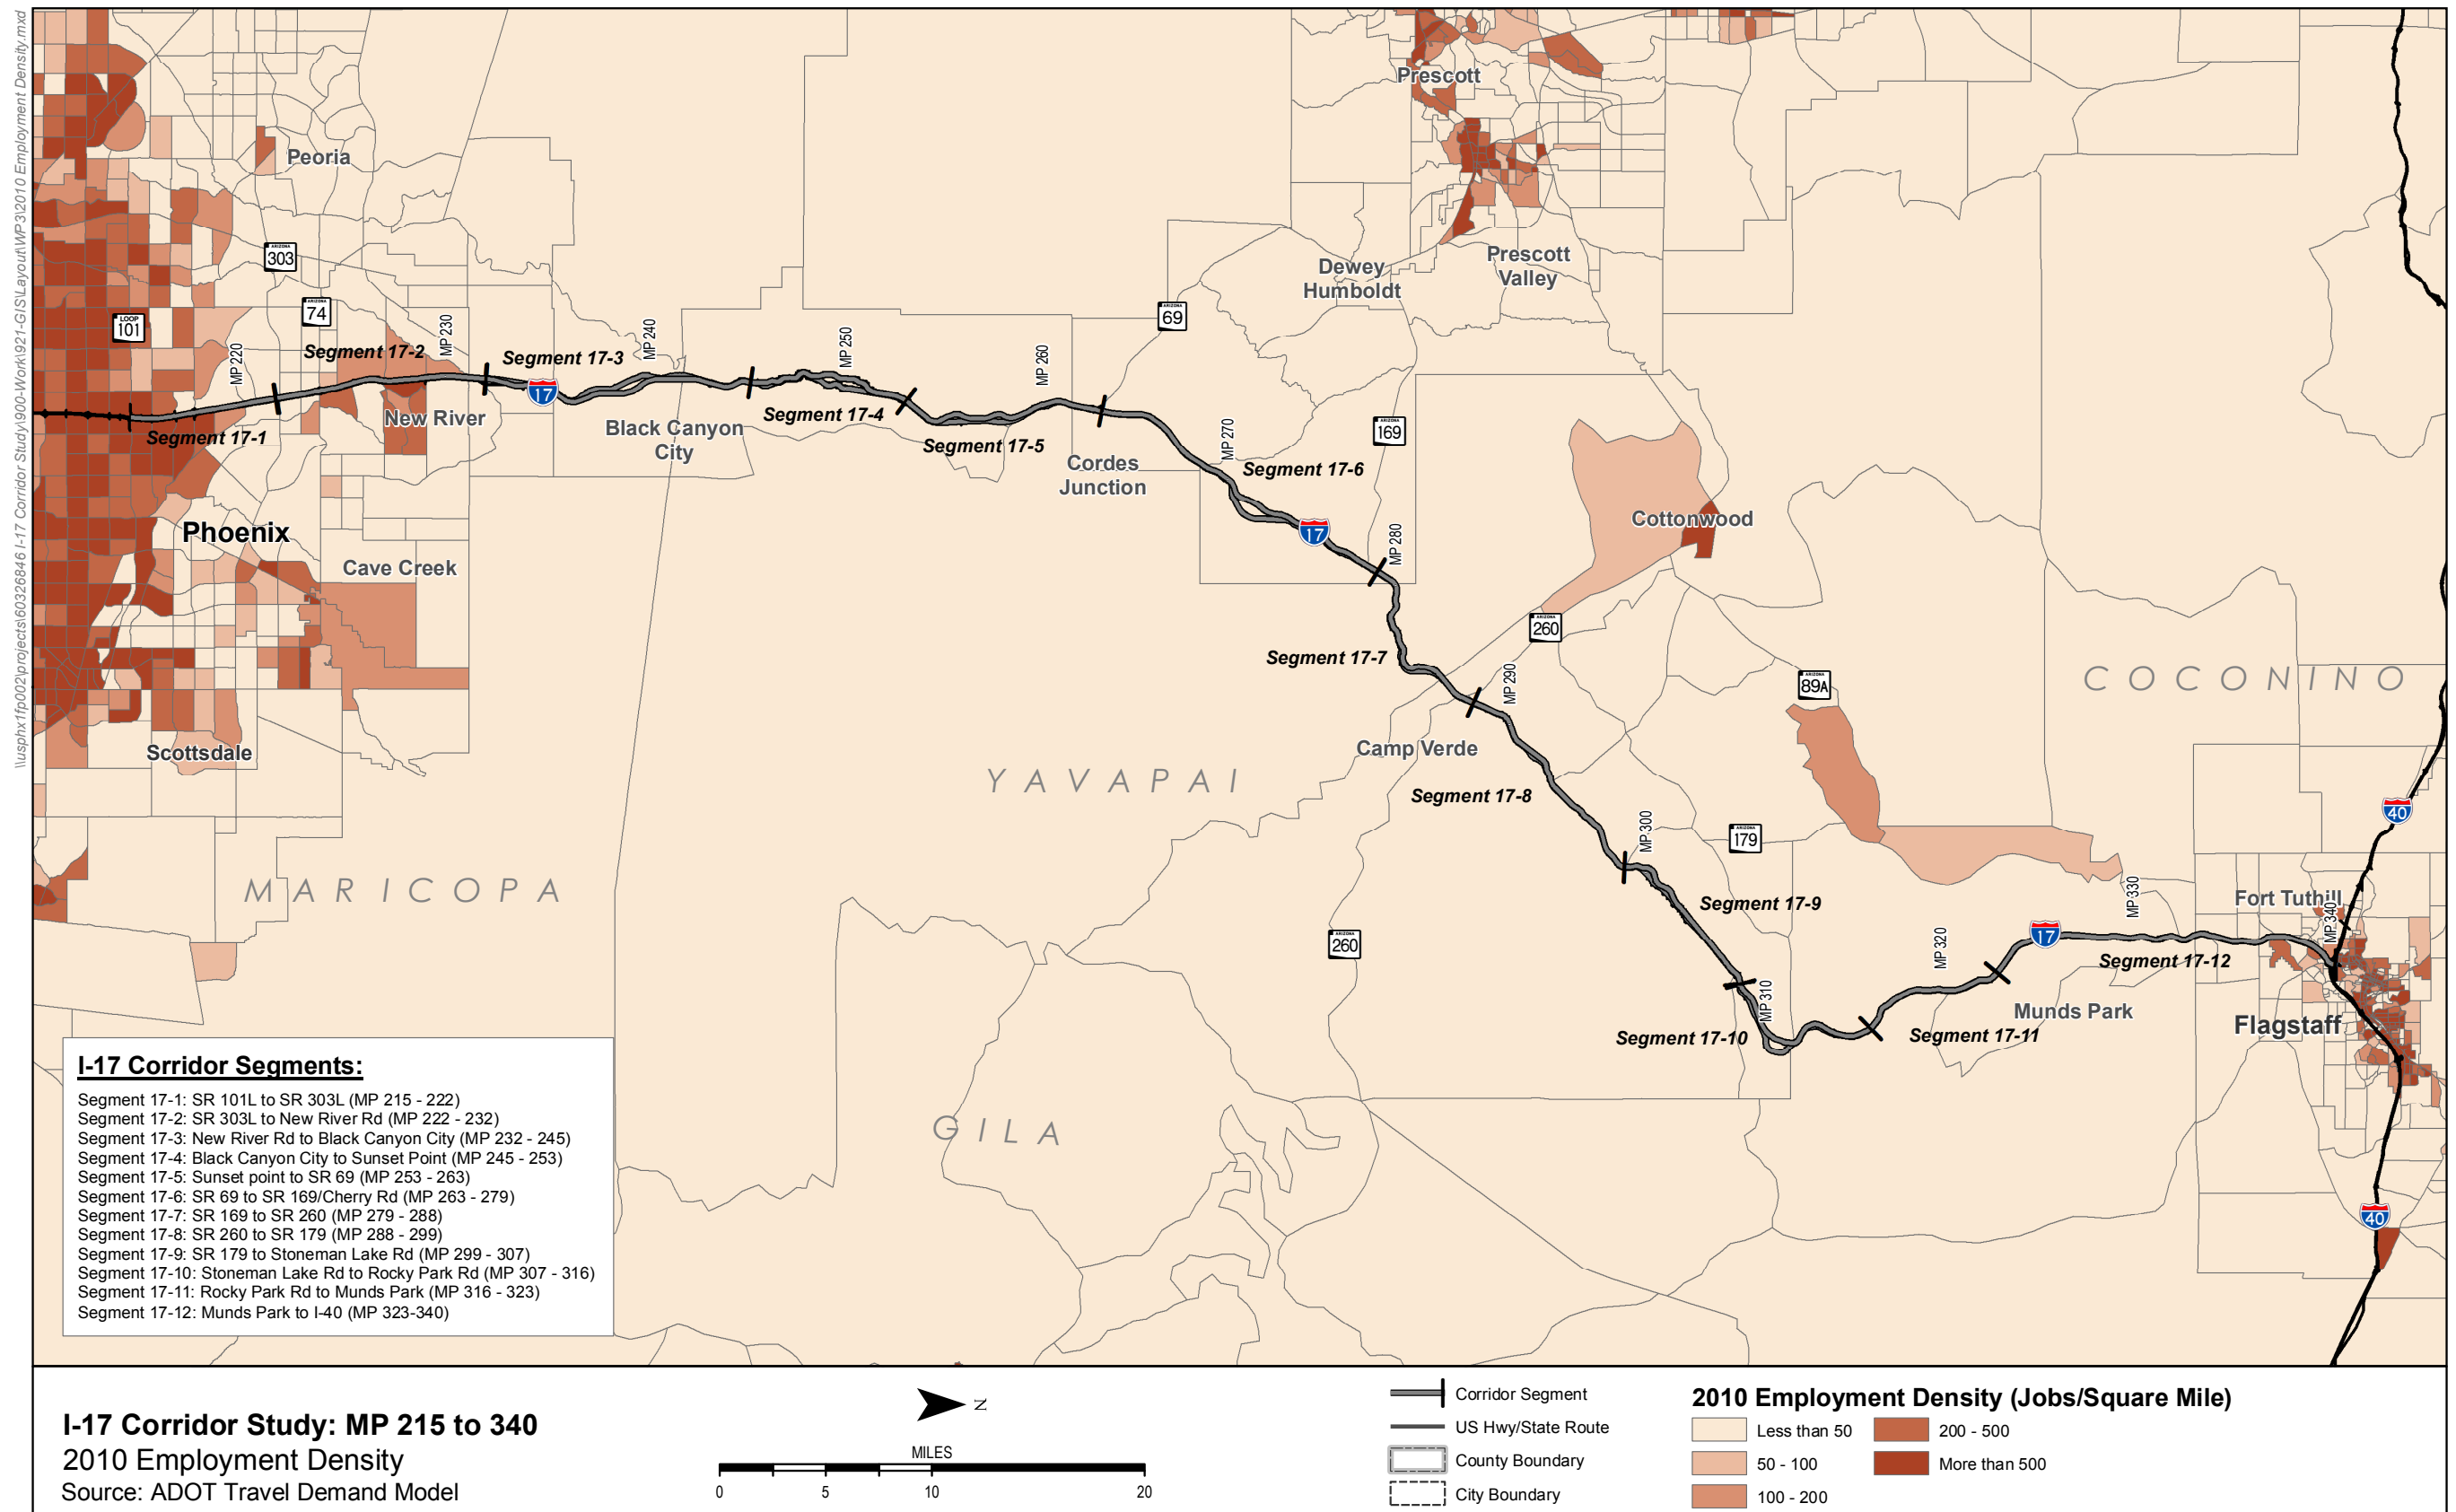 \\usphx1fp002\projects\60326846 I-17 Corridor Study\900-Work\921-GIS\Layout\WP3\2010 Employment Density.mxd
Prescott
Peoria
ARIZONA
303
Prescott
Valley
Dewey
Humboldt
ARIZONA
74
LOOP
101
ARIZONA
69
MP 220
MP 230
MP 240
MP 250
MP 260
Segment 17-2
Segment 17-3
17
New River
Segment 17-1
Segment 17-4
Black Canyon
City
Segment 17-5
MP 270
ARIZONA
169
Cordes
Junction
Segment 17-6
Phoenix
17
MP 280
Cottonwood
Cave Creek
ARIZONA
260
Segment 17-7
MP 290
ARIZONA
89A
COCONINO
Scottsdale
Camp Verde
YAVAPAI
Segment 17-8
MP 300
ARIZONA
179
40
MARICOPA
Segment 17-9
MP 330
Fort Tuthill
MP 340
ARIZONA
260
17
MP 320
Segment 17-12
MP 310
Munds Park
Flagstaff
Segment 17-10
Segment 17-11
GILA
40
I-17 Corridor Segments:
Segment 17-1: SR 101L to SR 303L (MP 215 - 222)
Segment 17-2: SR 303L to New River Rd (MP 222 - 232)
Segment 17-3: New River Rd to Black Canyon City (MP 232 - 245)
Segment 17-4: Black Canyon City to Sunset Point (MP 245 - 253)
Segment 17-5: Sunset point to SR 69 (MP 253 - 263)
Segment 17-6: SR 69 to SR 169/Cherry Rd (MP 263 - 279)
Segment 17-7: SR 169 to SR 260 (MP 279 - 288)
Segment 17-8: SR 260 to SR 179 (MP 288 - 299)
Segment 17-9: SR 179 to Stoneman Lake Rd (MP 299 - 307)
Segment 17-10: Stoneman Lake Rd to Rocky Park Rd (MP 307 - 316)
Segment 17-11: Rocky Park Rd to Munds Park (MP 316 - 323)
Segment 17-12: Munds Park to I-40 (MP 323-340)
I-17 Corridor Study: MP 215 to 340
2010 Employment Density
Source: ADOT Travel Demand Model
N
MILES
0 5 10 20
Corridor Segment
US Hwy/State Route
County Boundary
City Boundary
2010 Employment Density (Jobs/Square Mile)
Less than 50
50 - 100
100 - 200
200 - 500
More than 500